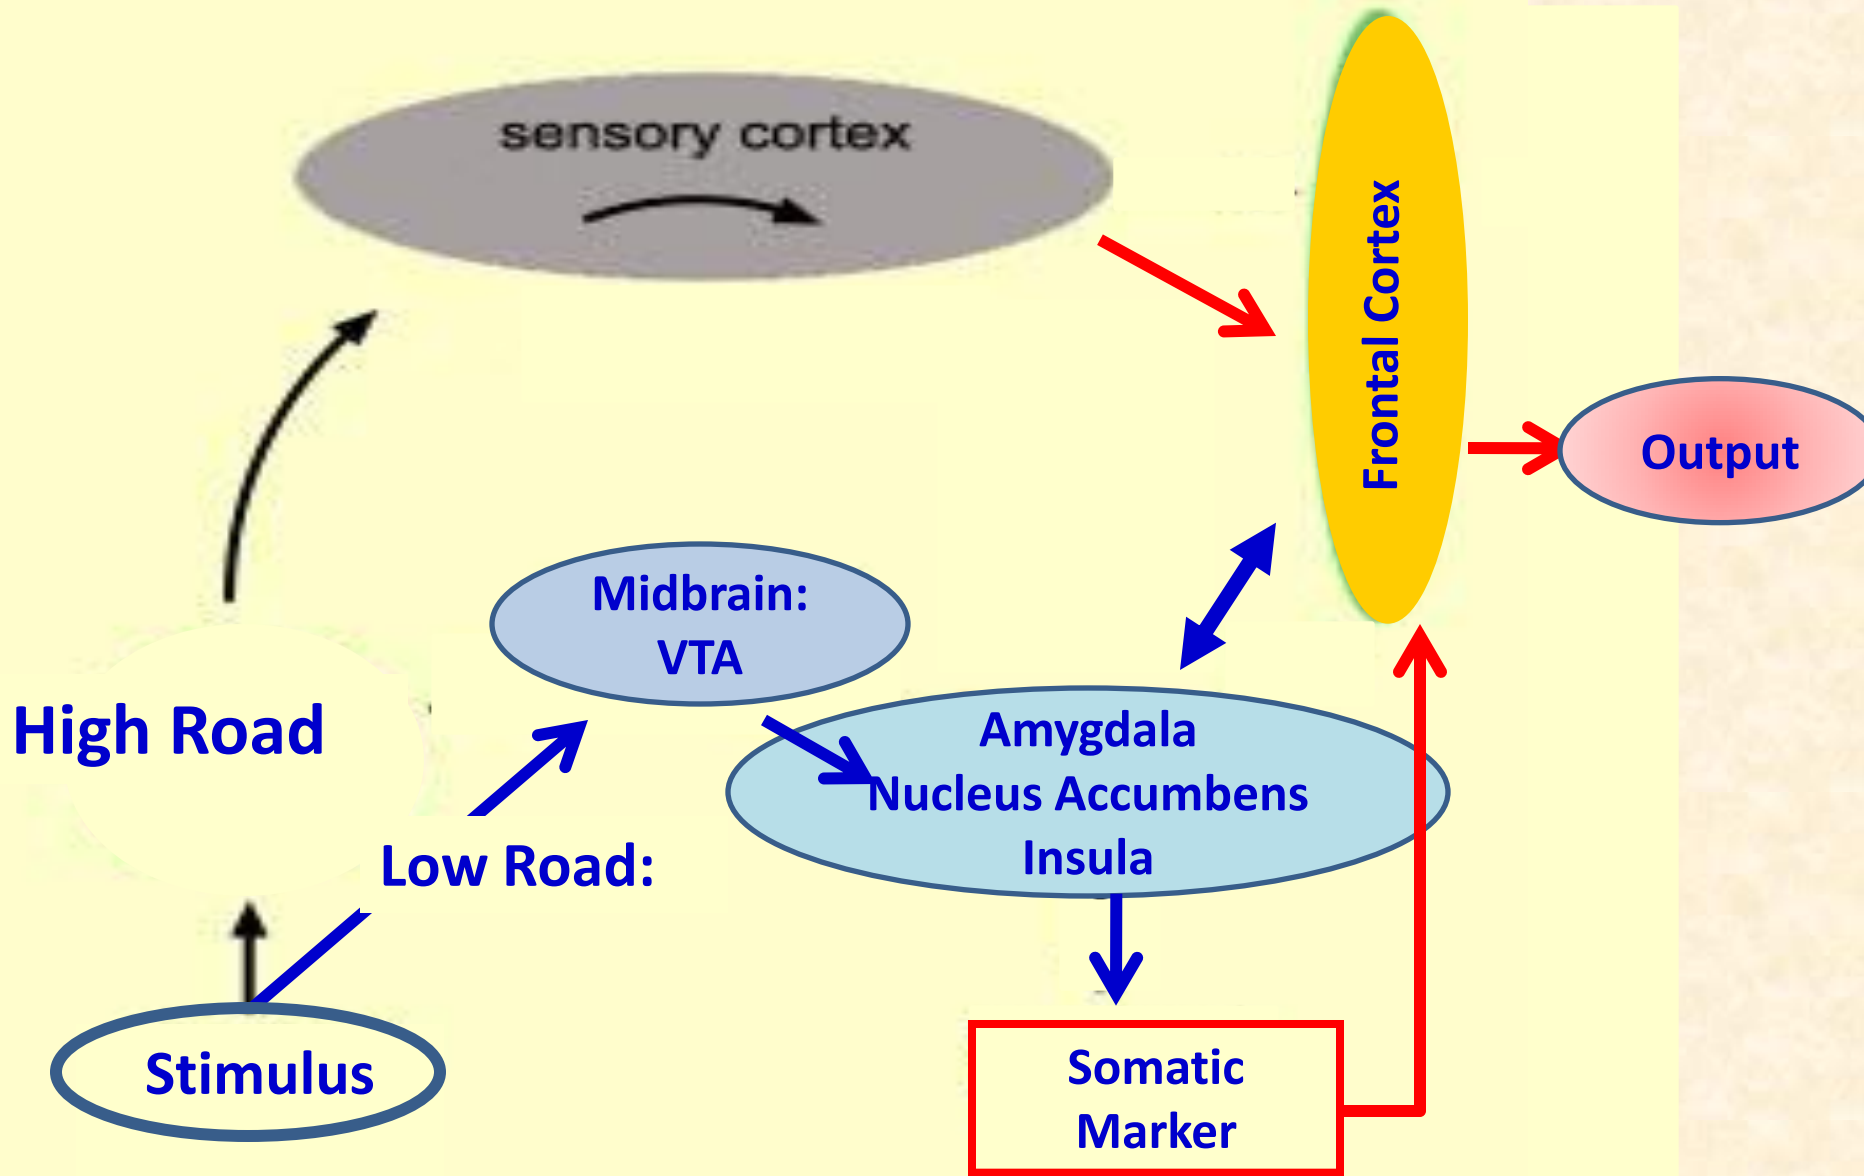 sensory cortex
Frontal Cortex
Output
Midbrain:
VTA
High Road
Amygdala
Nucleus Accumbens
Insula
Low Road:
Stimulus
Somatic
Marker